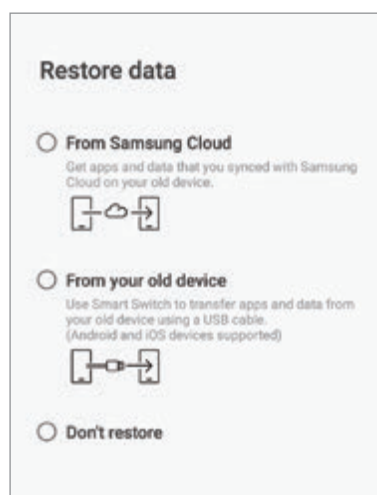 Restore data
From Samsung Cloud
Get apps and data that you synced with Samsung
Cloud on your old device.
From your old device
Use Smart Switch to transfer apps and data from
your old device using a USB cable.
(Android and iOS devices supported)
Don't restore